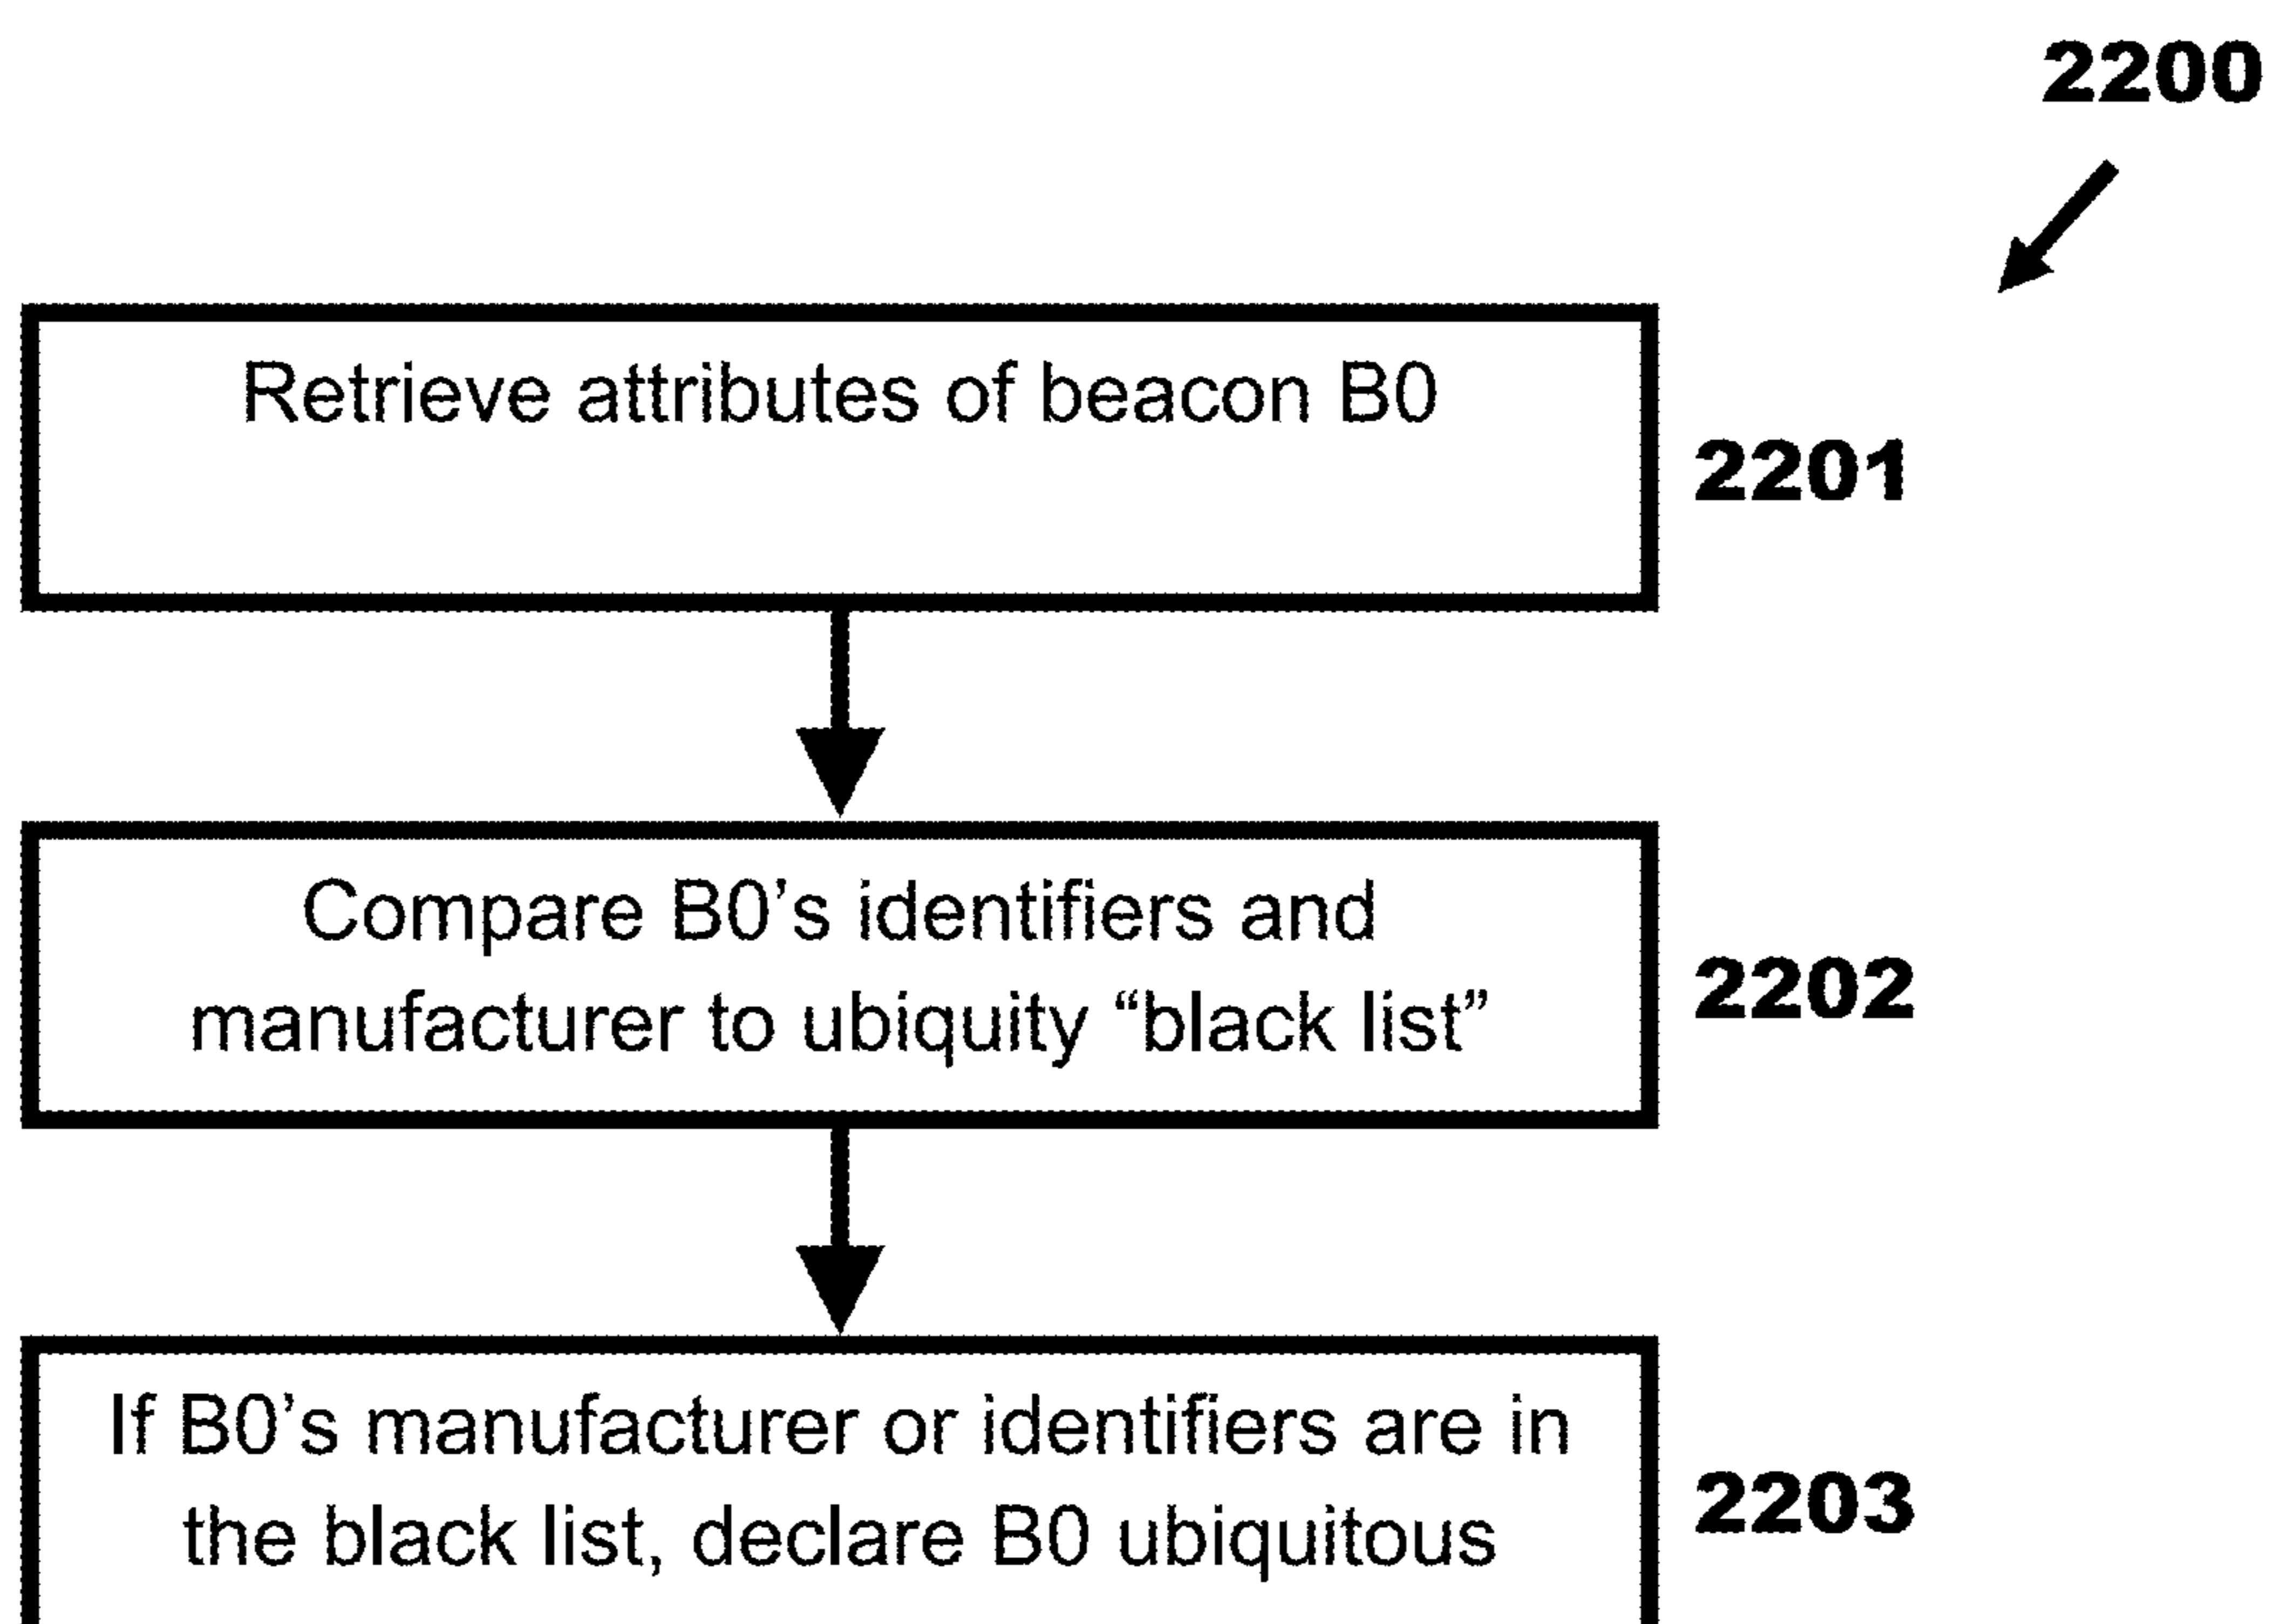 2200
Retrieve attributes of beacon B0
2201
Compare B0’s identifiers and
manufacturer to ubiquity “black list”
2202
If B0’s manufacturer or identifiers are in
the black list, declare B0 ubiquitous
2203